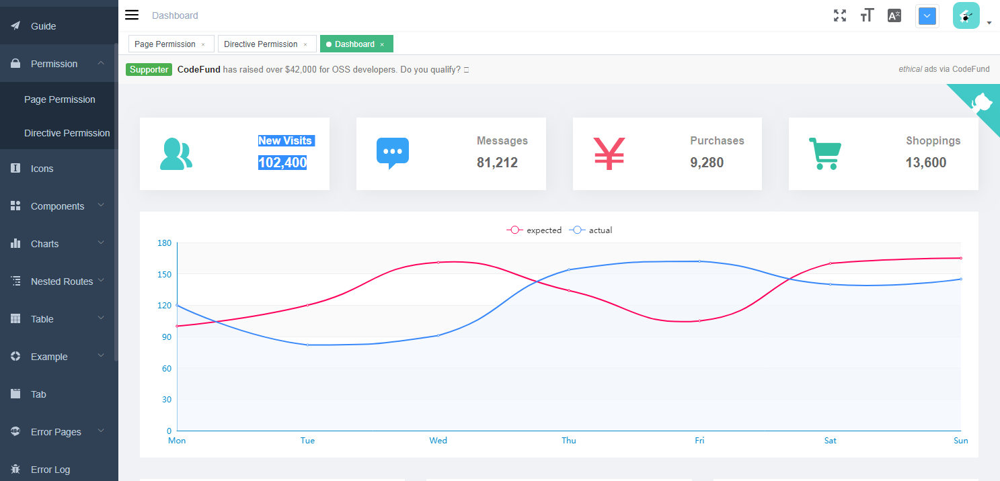 Guide
Permission
Page Permission
Directive Permission
Icons
Components
Charts
Nested Routes
Table
Example
Tab
404
Error Pages
Error Log
Dashboard
Page Permission ×
Directive Permission ×
Dashboard ×
Supporter CodeFund has raised over $42,000 for OSS developers. Do you qualify?
ethical ads via CodeFund
New Visits
102,400
Messages
81,212
Purchases
9,280
Shoppings
13,600
expected
actual
180
150
120
90
60
30
0
Mon
Tue
Wed
Thu
Fri
Sat
Sun